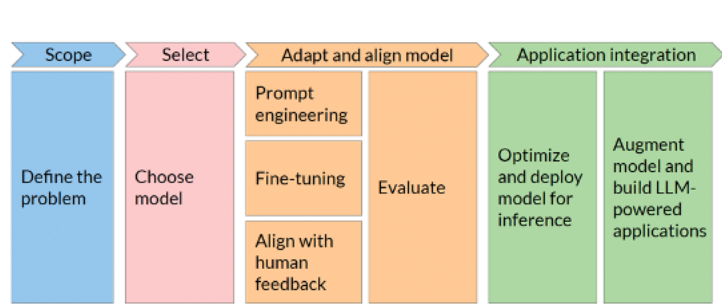 Scope
Select
Adapt and align model
Application integration
Define the
problem
Choose
model
Prompt
engineering
Fine-tuning
Align with
human
feedback
Evaluate
Optimize
and deploy
model for
inference
Augment
model and
build LLM-
powered
applications